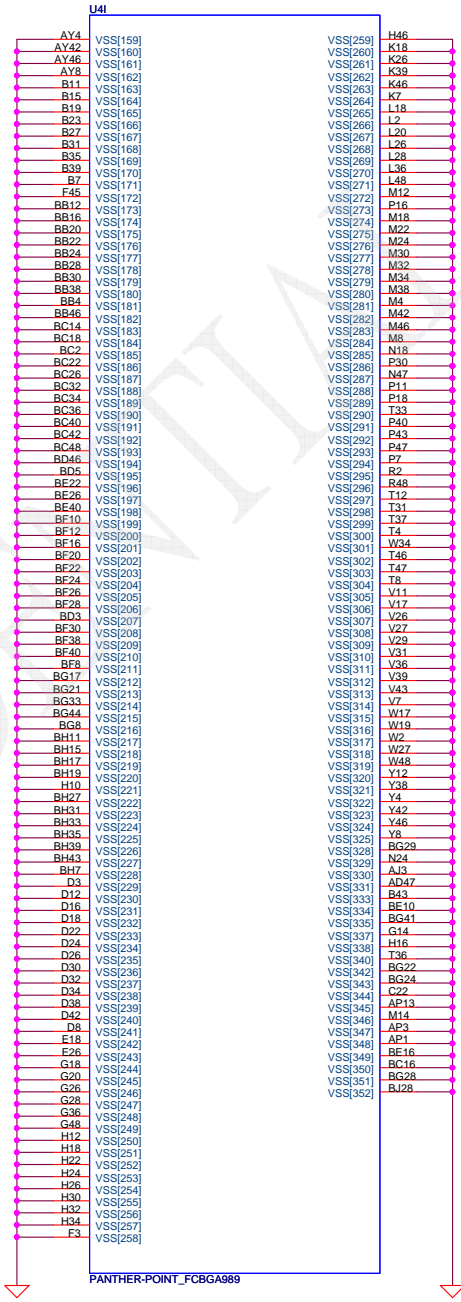 U4I
AY4 VSS[159] VSS[259] H46
AY42 VSS[160] VSS[260] K18
AY46 VSS[161] VSS[261] K26
AY8 VSS[162] VSS[262] K39
B11 VSS[163] VSS[263] K46
B15 VSS[164] VSS[264] K7
B19 VSS[165] VSS[265] L18
B23 VSS[166] VSS[266] L2
B27 VSS[167] VSS[267] L20
B31 VSS[168] VSS[268] L26
B35 VSS[169] VSS[269] L28
B39 VSS[170] VSS[270] L36
B7 VSS[171] VSS[271] L48
F45 VSS[172] VSS[272] M12
BB12 VSS[173] VSS[273] P16
BB16 VSS[174] VSS[274] M18
BB20 VSS[175] VSS[275] M22
BB22 VSS[176] VSS[276] M24
BB24 VSS[177] VSS[277] M30
BB28 VSS[178] VSS[278] M32
BB30 VSS[179] VSS[279] M34
BB38 VSS[180] VSS[280] M38
BB4 VSS[181] VSS[281] M4
BB46 VSS[182] VSS[282] M42
BC14 VSS[183] VSS[283] M46
BC18 VSS[184] VSS[284] M8
BC2 VSS[185] VSS[285] N18
BC22 VSS[186] VSS[286] P30
BC26 VSS[187] VSS[287] N47
BC32 VSS[188] VSS[288] P11
BC34 VSS[189] VSS[289] P18
BC36 VSS[190] VSS[290] T33
BC40 VSS[191] VSS[291] P40
BC42 VSS[192] VSS[292] P43
BC48 VSS[193] VSS[293] P47
BD46 VSS[194] VSS[294] P7
BD5 VSS[195] VSS[295] R2
BE22 VSS[196] VSS[296] R48
BE26 VSS[197] VSS[297] T12
BE40 VSS[198] VSS[298] T31
BF10 VSS[199] VSS[299] T37
BF12 VSS[200] VSS[300] T4
BF16 VSS[201] VSS[301] W34
BF20 VSS[202] VSS[302] T46
BF22 VSS[203] VSS[303] T47
BF24 VSS[204] VSS[304] T8
BF26 VSS[205] VSS[305] V11
BF28 VSS[206] VSS[306] V17
BD3 VSS[207] VSS[307] V26
BF30 VSS[208] VSS[308] V27
BF38 VSS[209] VSS[309] V29
BF40 VSS[210] VSS[310] V31
BF8 VSS[211] VSS[311] V36
BG17 VSS[212] VSS[312] V39
BG21 VSS[213] VSS[313] V43
BG33 VSS[214] VSS[314] V7
BG44 VSS[215] VSS[315] W17
BG8 VSS[216] VSS[316] W19
BH11 VSS[217] VSS[317] W2
BH15 VSS[218] VSS[318] W27
BH17 VSS[219] VSS[319] W48
BH19 VSS[220] VSS[320] Y12
H10 VSS[221] VSS[321] Y38
BH27 VSS[222] VSS[322] Y4
BH31 VSS[223] VSS[323] Y42
BH33 VSS[224] VSS[324] Y46
BH35 VSS[225] VSS[325] Y8
BH39 VSS[226] VSS[328] BG29
BH43 VSS[227] VSS[329] N24
BH7 VSS[228] VSS[330] AJ3
D3 VSS[229] VSS[331] AD47
D12 VSS[230] VSS[333] B43
D16 VSS[231] VSS[334] BE10
D18 VSS[232] VSS[335] BG41
D22 VSS[233] VSS[337] G14
D24 VSS[234] VSS[338] H16
D26 VSS[235] VSS[340] T36
D30 VSS[236] VSS[342] BG22
D32 VSS[237] VSS[343] BG24
D34 VSS[238] VSS[344] C22
D38 VSS[239] VSS[345] AP13
D42 VSS[240] VSS[346] M14
D8 VSS[241] VSS[347] AP3
E18 VSS[242] VSS[348] AP1
E26 VSS[243] VSS[349] BE16
G18 VSS[244] VSS[350] BC16
G20 VSS[245] VSS[351] BG28
G26 VSS[246] VSS[352] BJ28
G28 VSS[247]
G36 VSS[248]
G48 VSS[249]
H12 VSS[250]
H18 VSS[251]
H22 VSS[252]
H24 VSS[253]
H26 VSS[254]
H30 VSS[255]
H32 VSS[256]
H34 VSS[257]
F3 VSS[258]
PANTHER-POINT_FCBGA989